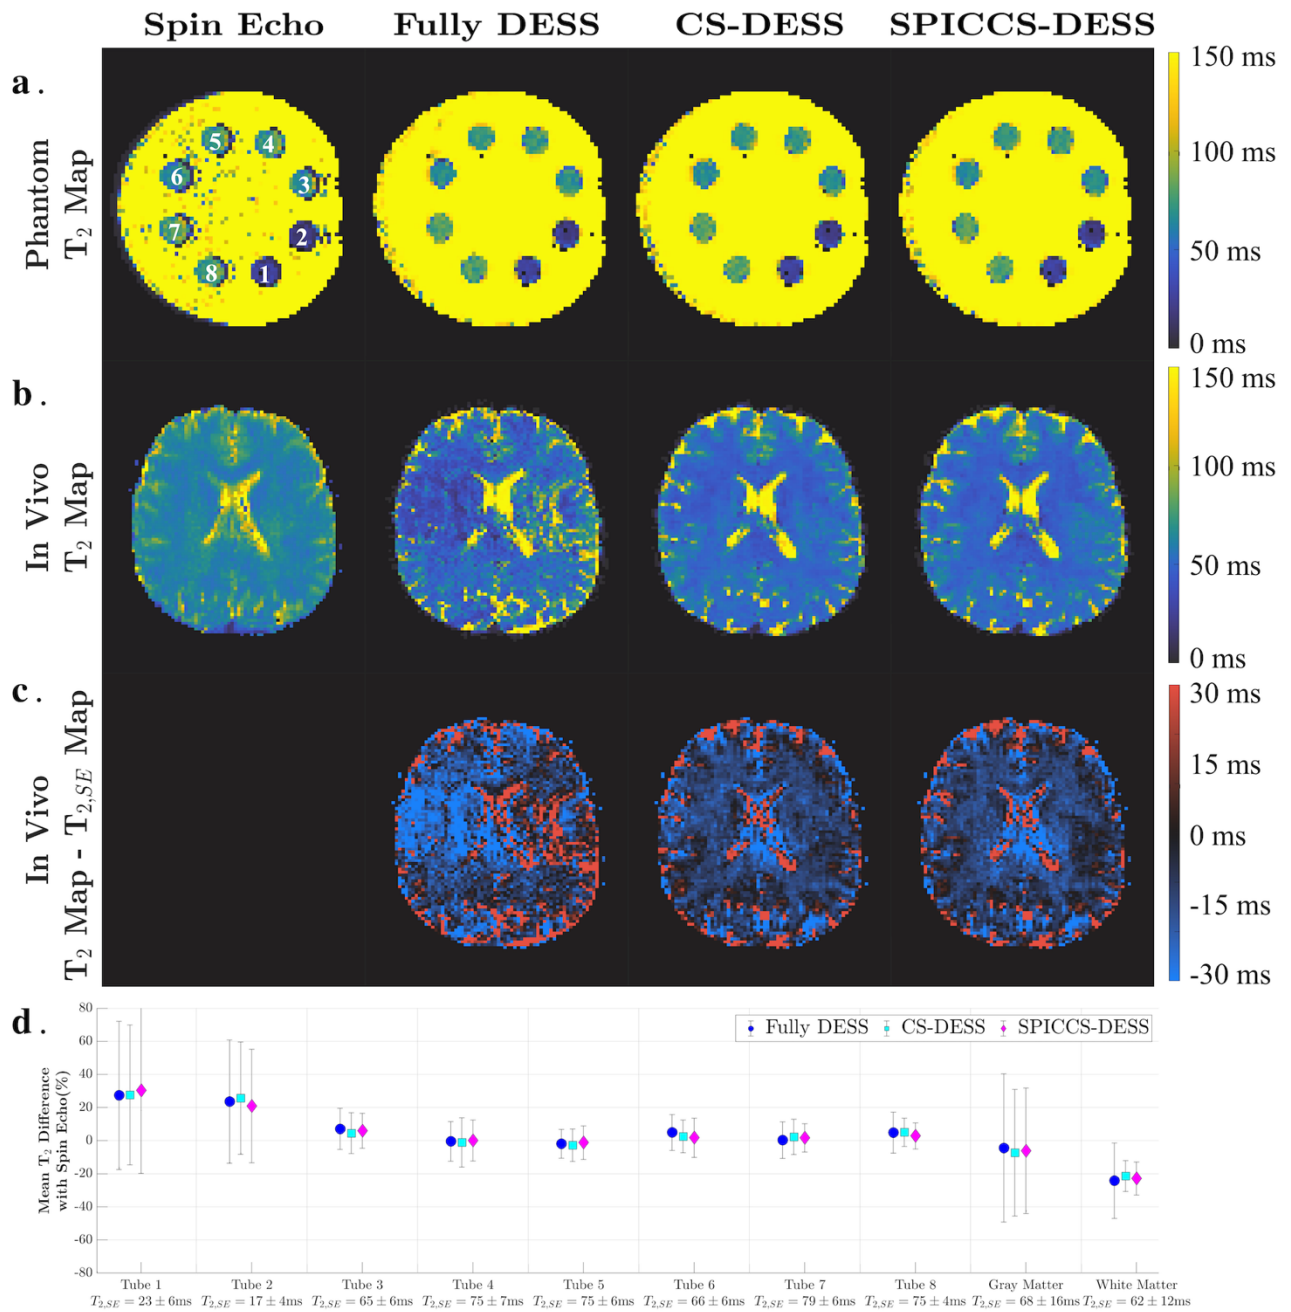 Spin Echo Fully DESS CS-DESS SPICCS-DESS
a.
Phantom
T2 Map
5 4
6 3
7 2
8 1
150 ms
100 ms
50 ms
0 ms
b.
In Vivo
T2 Map
150 ms
100 ms
50 ms
0 ms
c.
In Vivo
T2 Map - T2,SE Map
30 ms
15 ms
0 ms
-15 ms
-30 ms
d.
Mean T2 Difference
with Spin Echo(%)
80
60
40
20
0
-20
-40
-60
-80
Fully DESS CS-DESS SPICCS-DESS
Tube 1 Tube 2 Tube 3 Tube 4 Tube 5 Tube 6 Tube 7 Tube 8 Gray Matter White Matter
T2,SE = 23 ± 6ms T2,SE = 17 ± 4ms T2,SE = 65 ± 6ms T2,SE = 75 ± 7ms T2,SE = 75 ± 6ms T2,SE = 66 ± 6ms T2,SE = 79 ± 6ms T2,SE = 75 ± 4ms T2,SE = 68 ± 16ms T2,SE = 62 ± 12ms